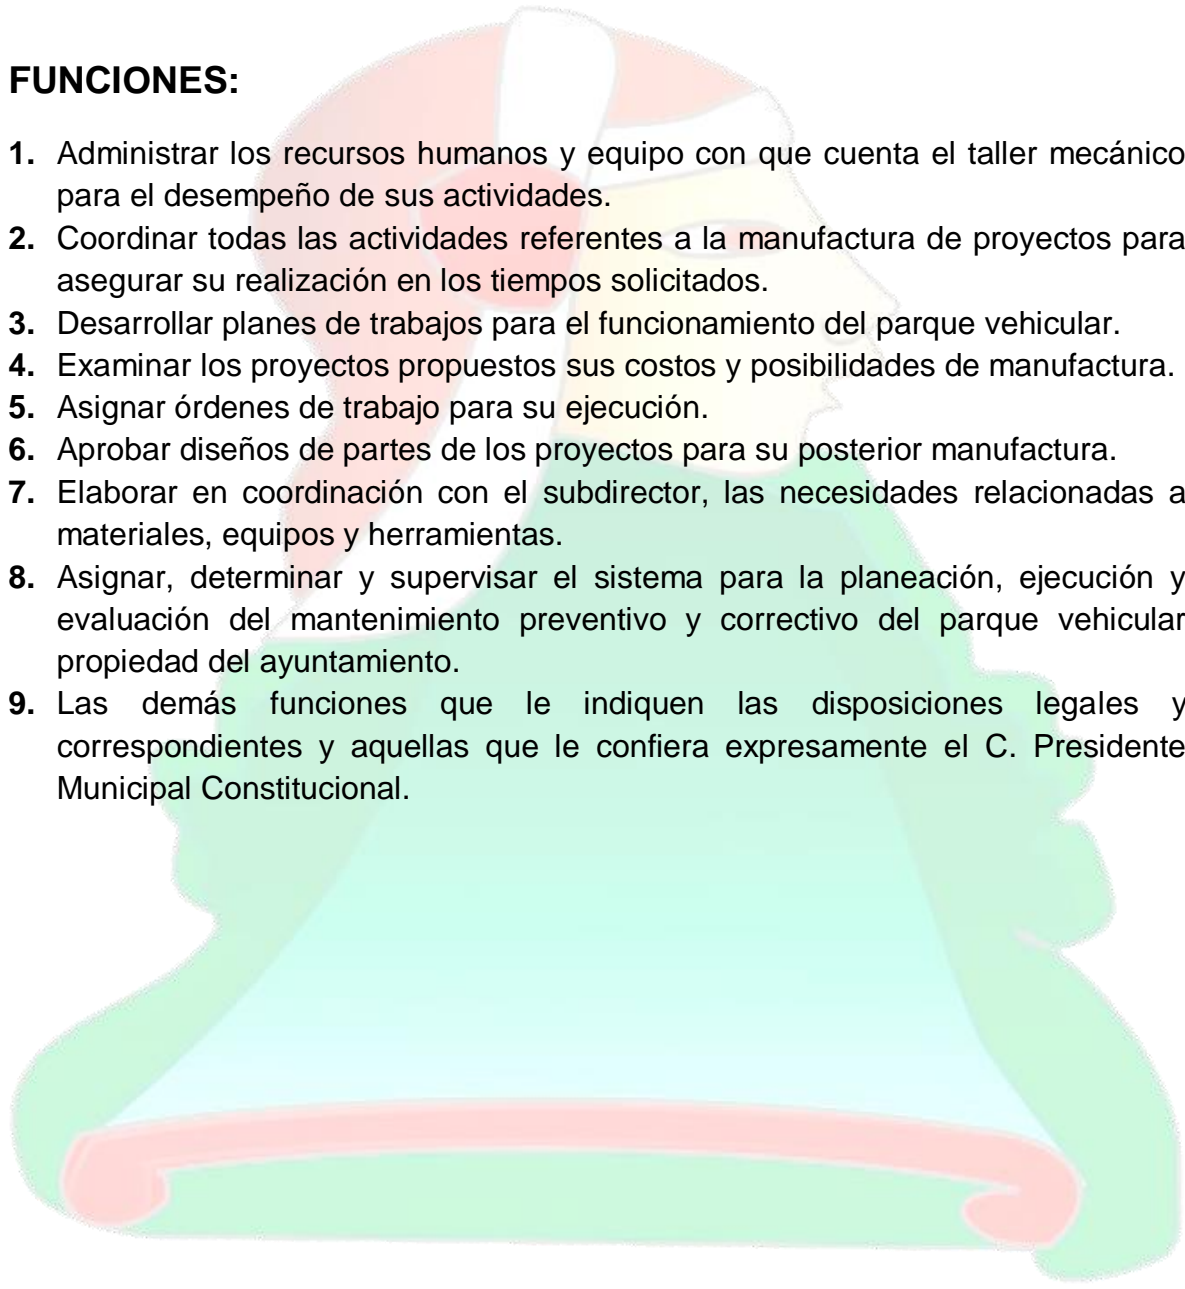 FUNCIONES:
1. Administrar los recursos humanos y equipo con que cuenta el taller mecánico
para el desempeño de sus actividades.
2. Coordinar todas las actividades referentes a la manufactura de proyectos para
asegurar su realización en los tiempos solicitados.
3. Desarrollar planes de trabajos para el funcionamiento del parque vehicular.
4. Examinar los proyectos propuestos sus costos y posibilidades de manufactura.
5. Asignar órdenes de trabajo para su ejecución.
6. Aprobar diseños de partes de los proyectos para su posterior manufactura.
7. Elaborar en coordinación con el subdirector, las necesidades relacionadas a
materiales, equipos y herramientas.
8. Asignar, determinar y supervisar el sistema para la planeación, ejecución y
evaluación del mantenimiento preventivo y correctivo del parque vehicular
propiedad del ayuntamiento.
9. Las demás funciones que le indiquen las disposiciones legales y
correspondientes y aquellas que le confiera expresamente el C. Presidente
Municipal Constitucional.